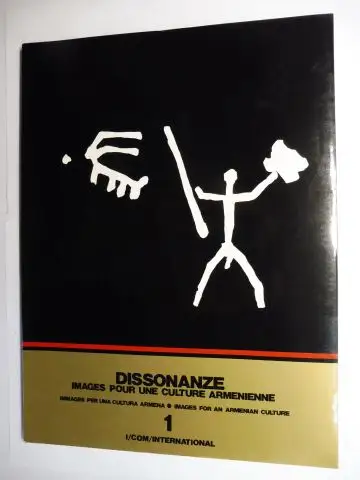 DISSONANZE
IMAGES POUR UNE CULTURE ARMENIENNE
IMMAGINI PER UNA CULTURA ARMENA ● IMAGES FOR AN ARMENIAN CULTURE
1
I/COM/INTERNATIONAL